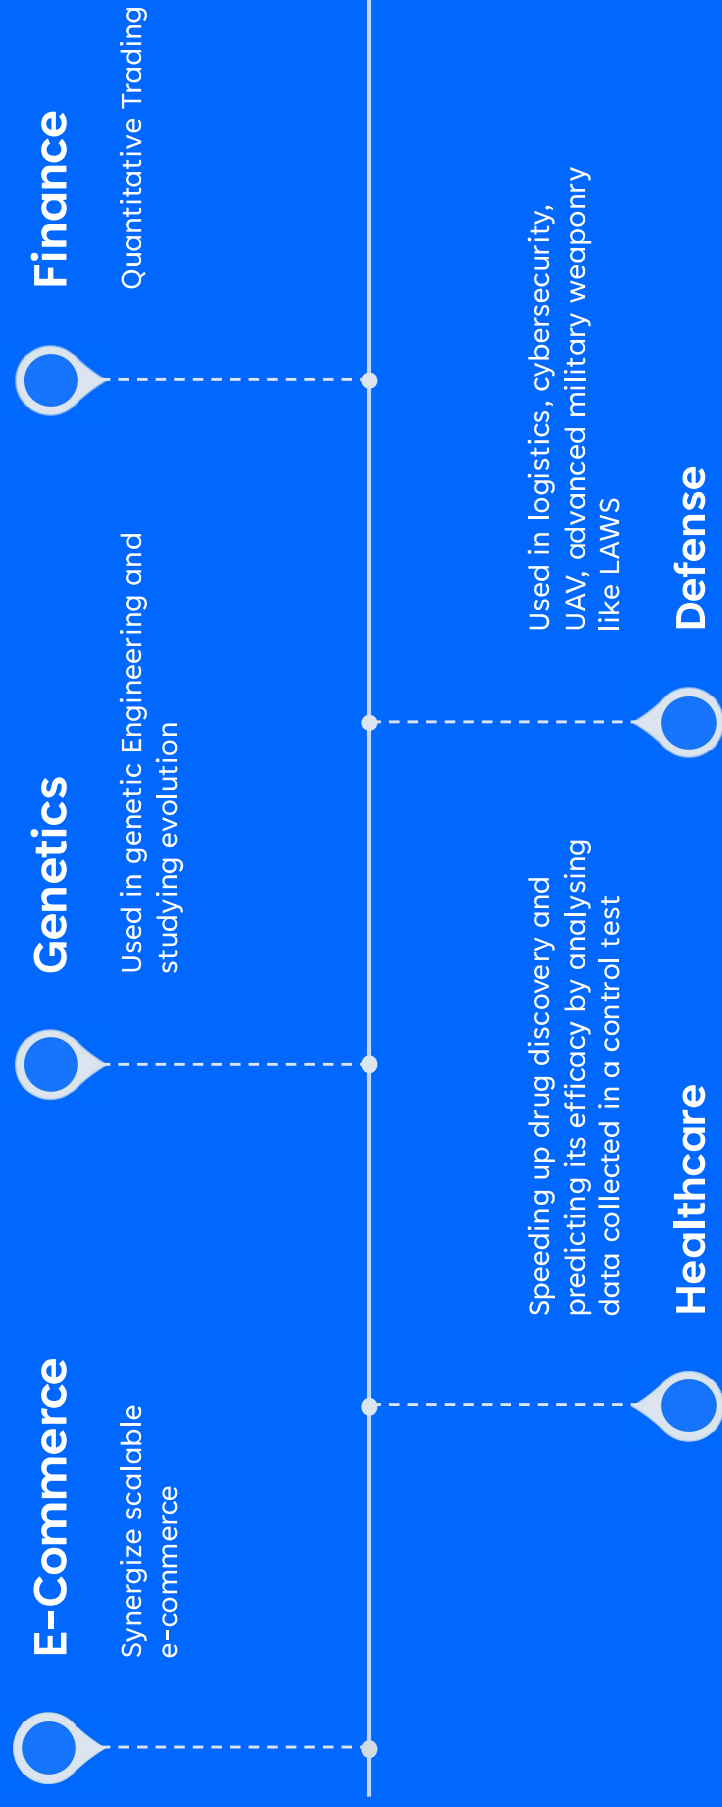 E-Commerce
Synergize scalable
e-commerce
Genetics
Used in genetic Engineering and
studying evolution
Finance
Quantitative Trading
Speeding up drug discovery and
predicting its efficacy by analysing
data collected in a control test
Healthcare
Used in logistics, cybersecurity,
UAV, advanced military weaponry
like LAWS
Defense